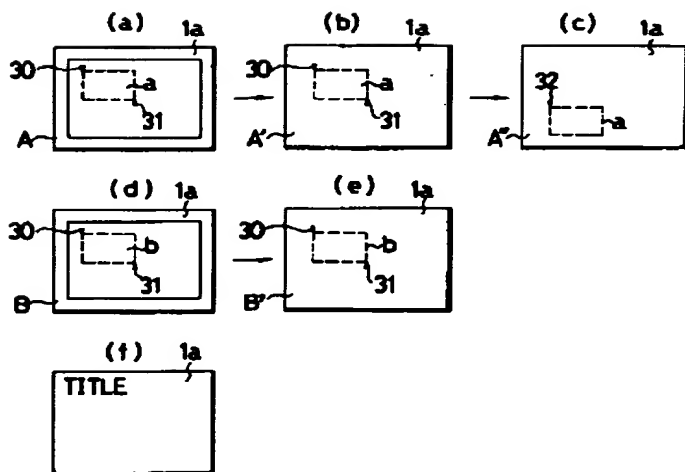 (a) (b) (c)
1a 1a 1a
30 a 31 A
30 a 31 A'
32 a A"
(d) (e)
1a 1a
30 b 31 B
30 b 31 B'
(f)
1a
TITLE